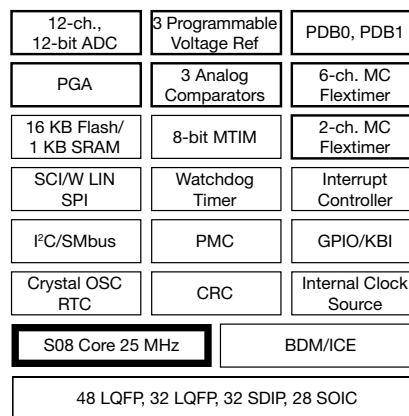 12-ch.,
12-bit ADC
3 Programmable
Voltage Ref
PDB0, PDB1
PGA
3 Analog
Comparators
6-ch. MC
Flextimer
16 KB Flash/
1 KB SRAM
8-bit MTIM
2-ch. MC
Flextimer
SCI/W LIN
SPI
Watchdog
Timer
Interrupt
Controller
I²C/SMbus
PMC
GPIO/KBI
Crystal OSC
RTC
CRC
Internal Clock
Source
S08 Core 25 MHz
BDM/ICE
48 LQFP, 32 LQFP, 32 SDIP, 28 SOIC